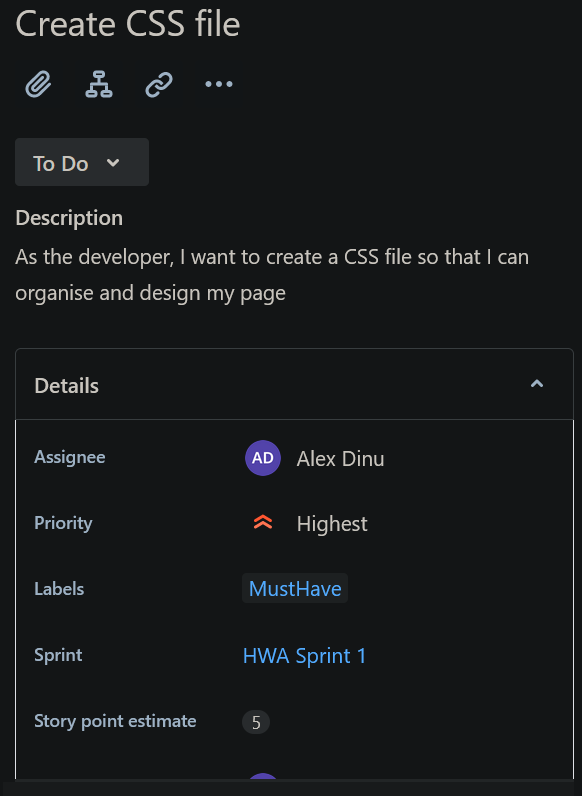 Create CSS file
To Do
Description
As the developer, I want to create a CSS file so that I can
organise and design my page
Details
Assignee AD Alex Dinu
Priority Highest
Labels MustHave
Sprint HWA Sprint 1
Story point estimate 5